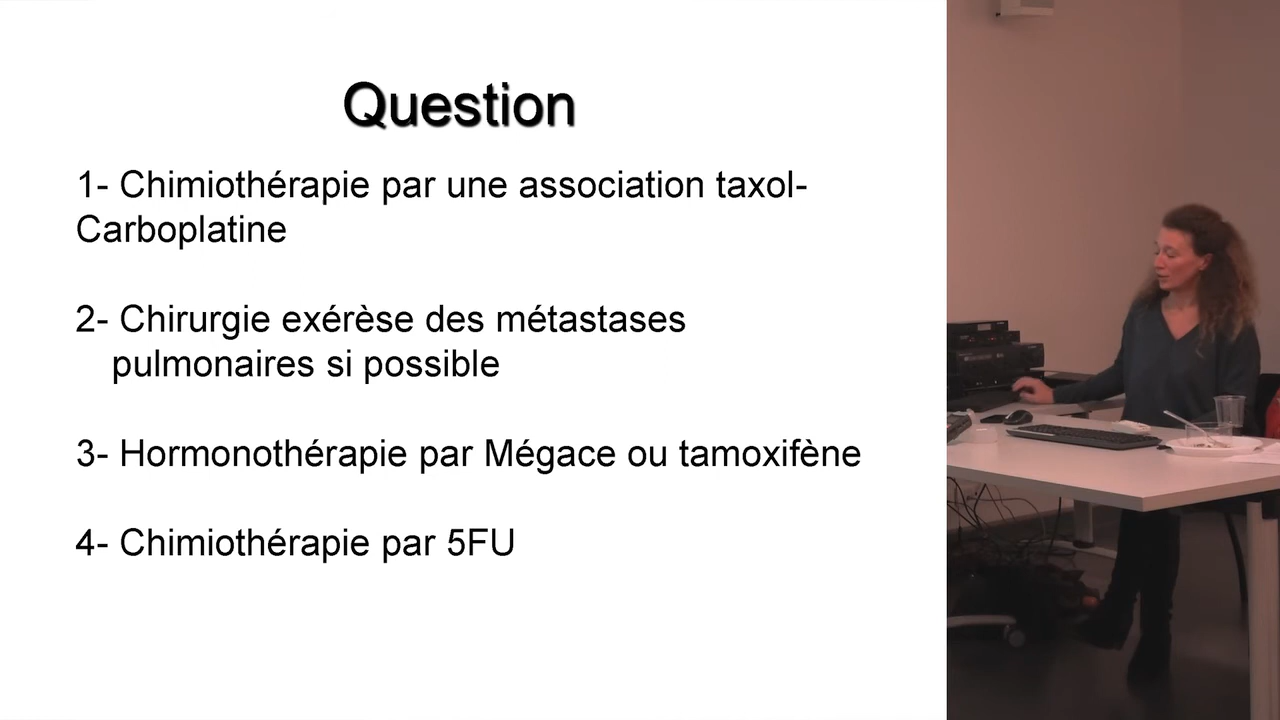 Question
1- Chimiothérapie par une association taxol-
Carboplatine
2- Chirurgie exérèse des métastases
pulmonaires si possible
3- Hormonothérapie par Mégace ou tamoxifène
4- Chimiothérapie par 5FU